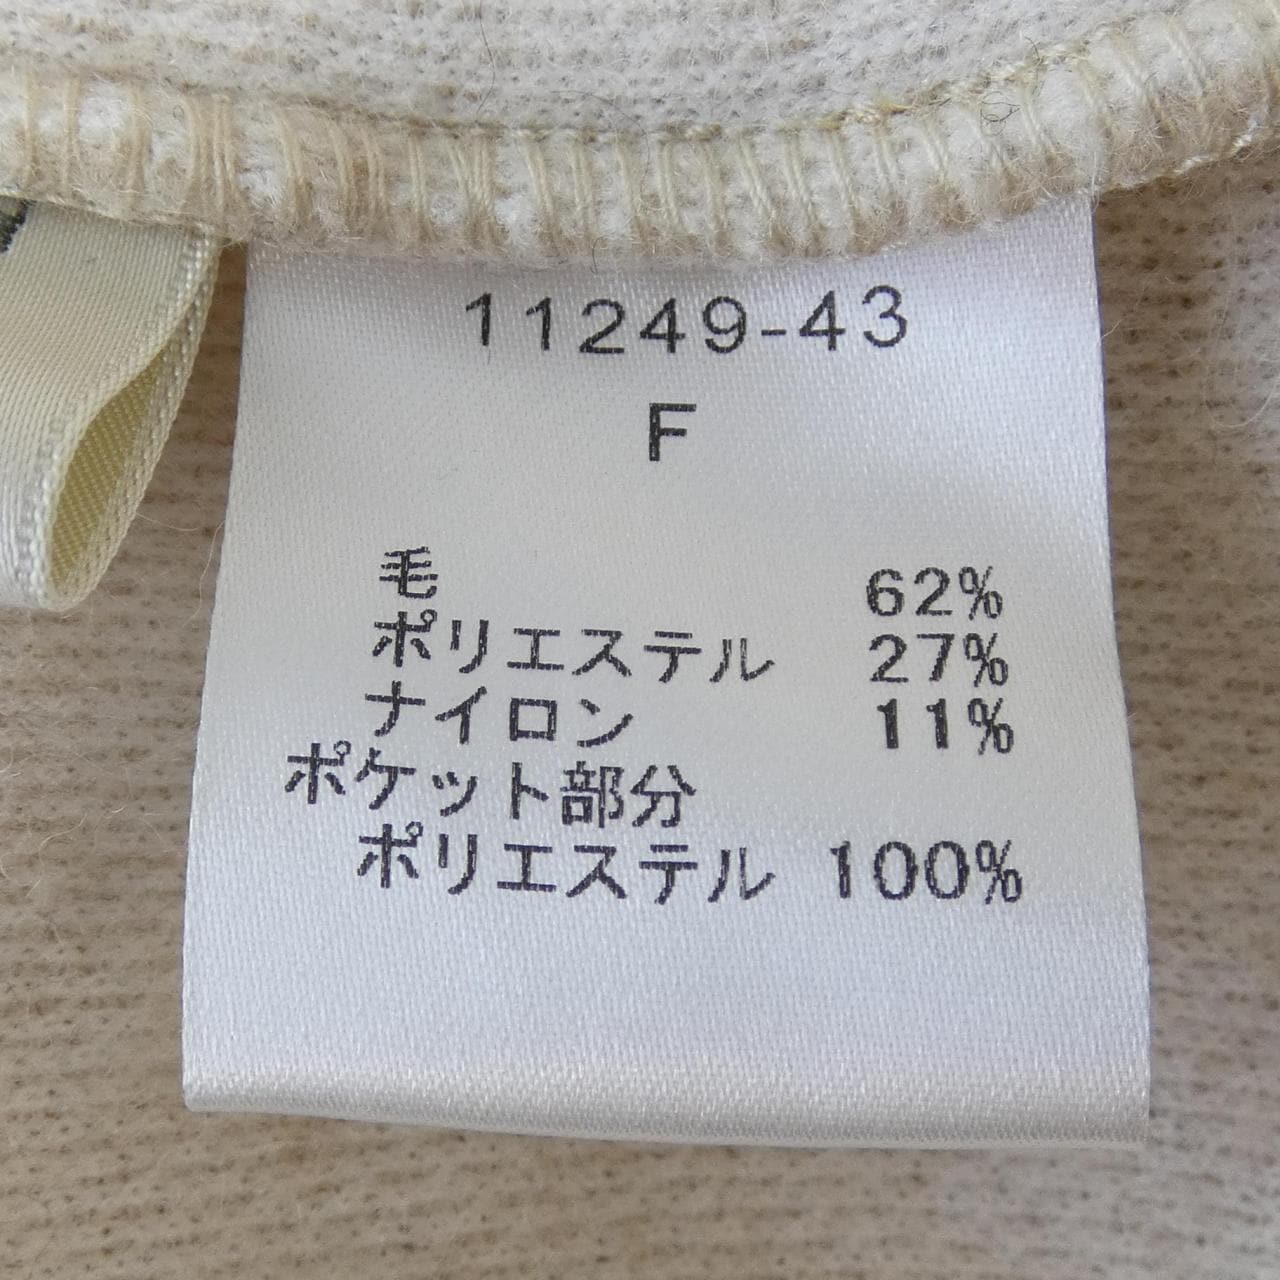 11249-43
F
毛 62%
ポリエステル 27%
ナイロン 11%
ポケット部分
ポリエステル 100%